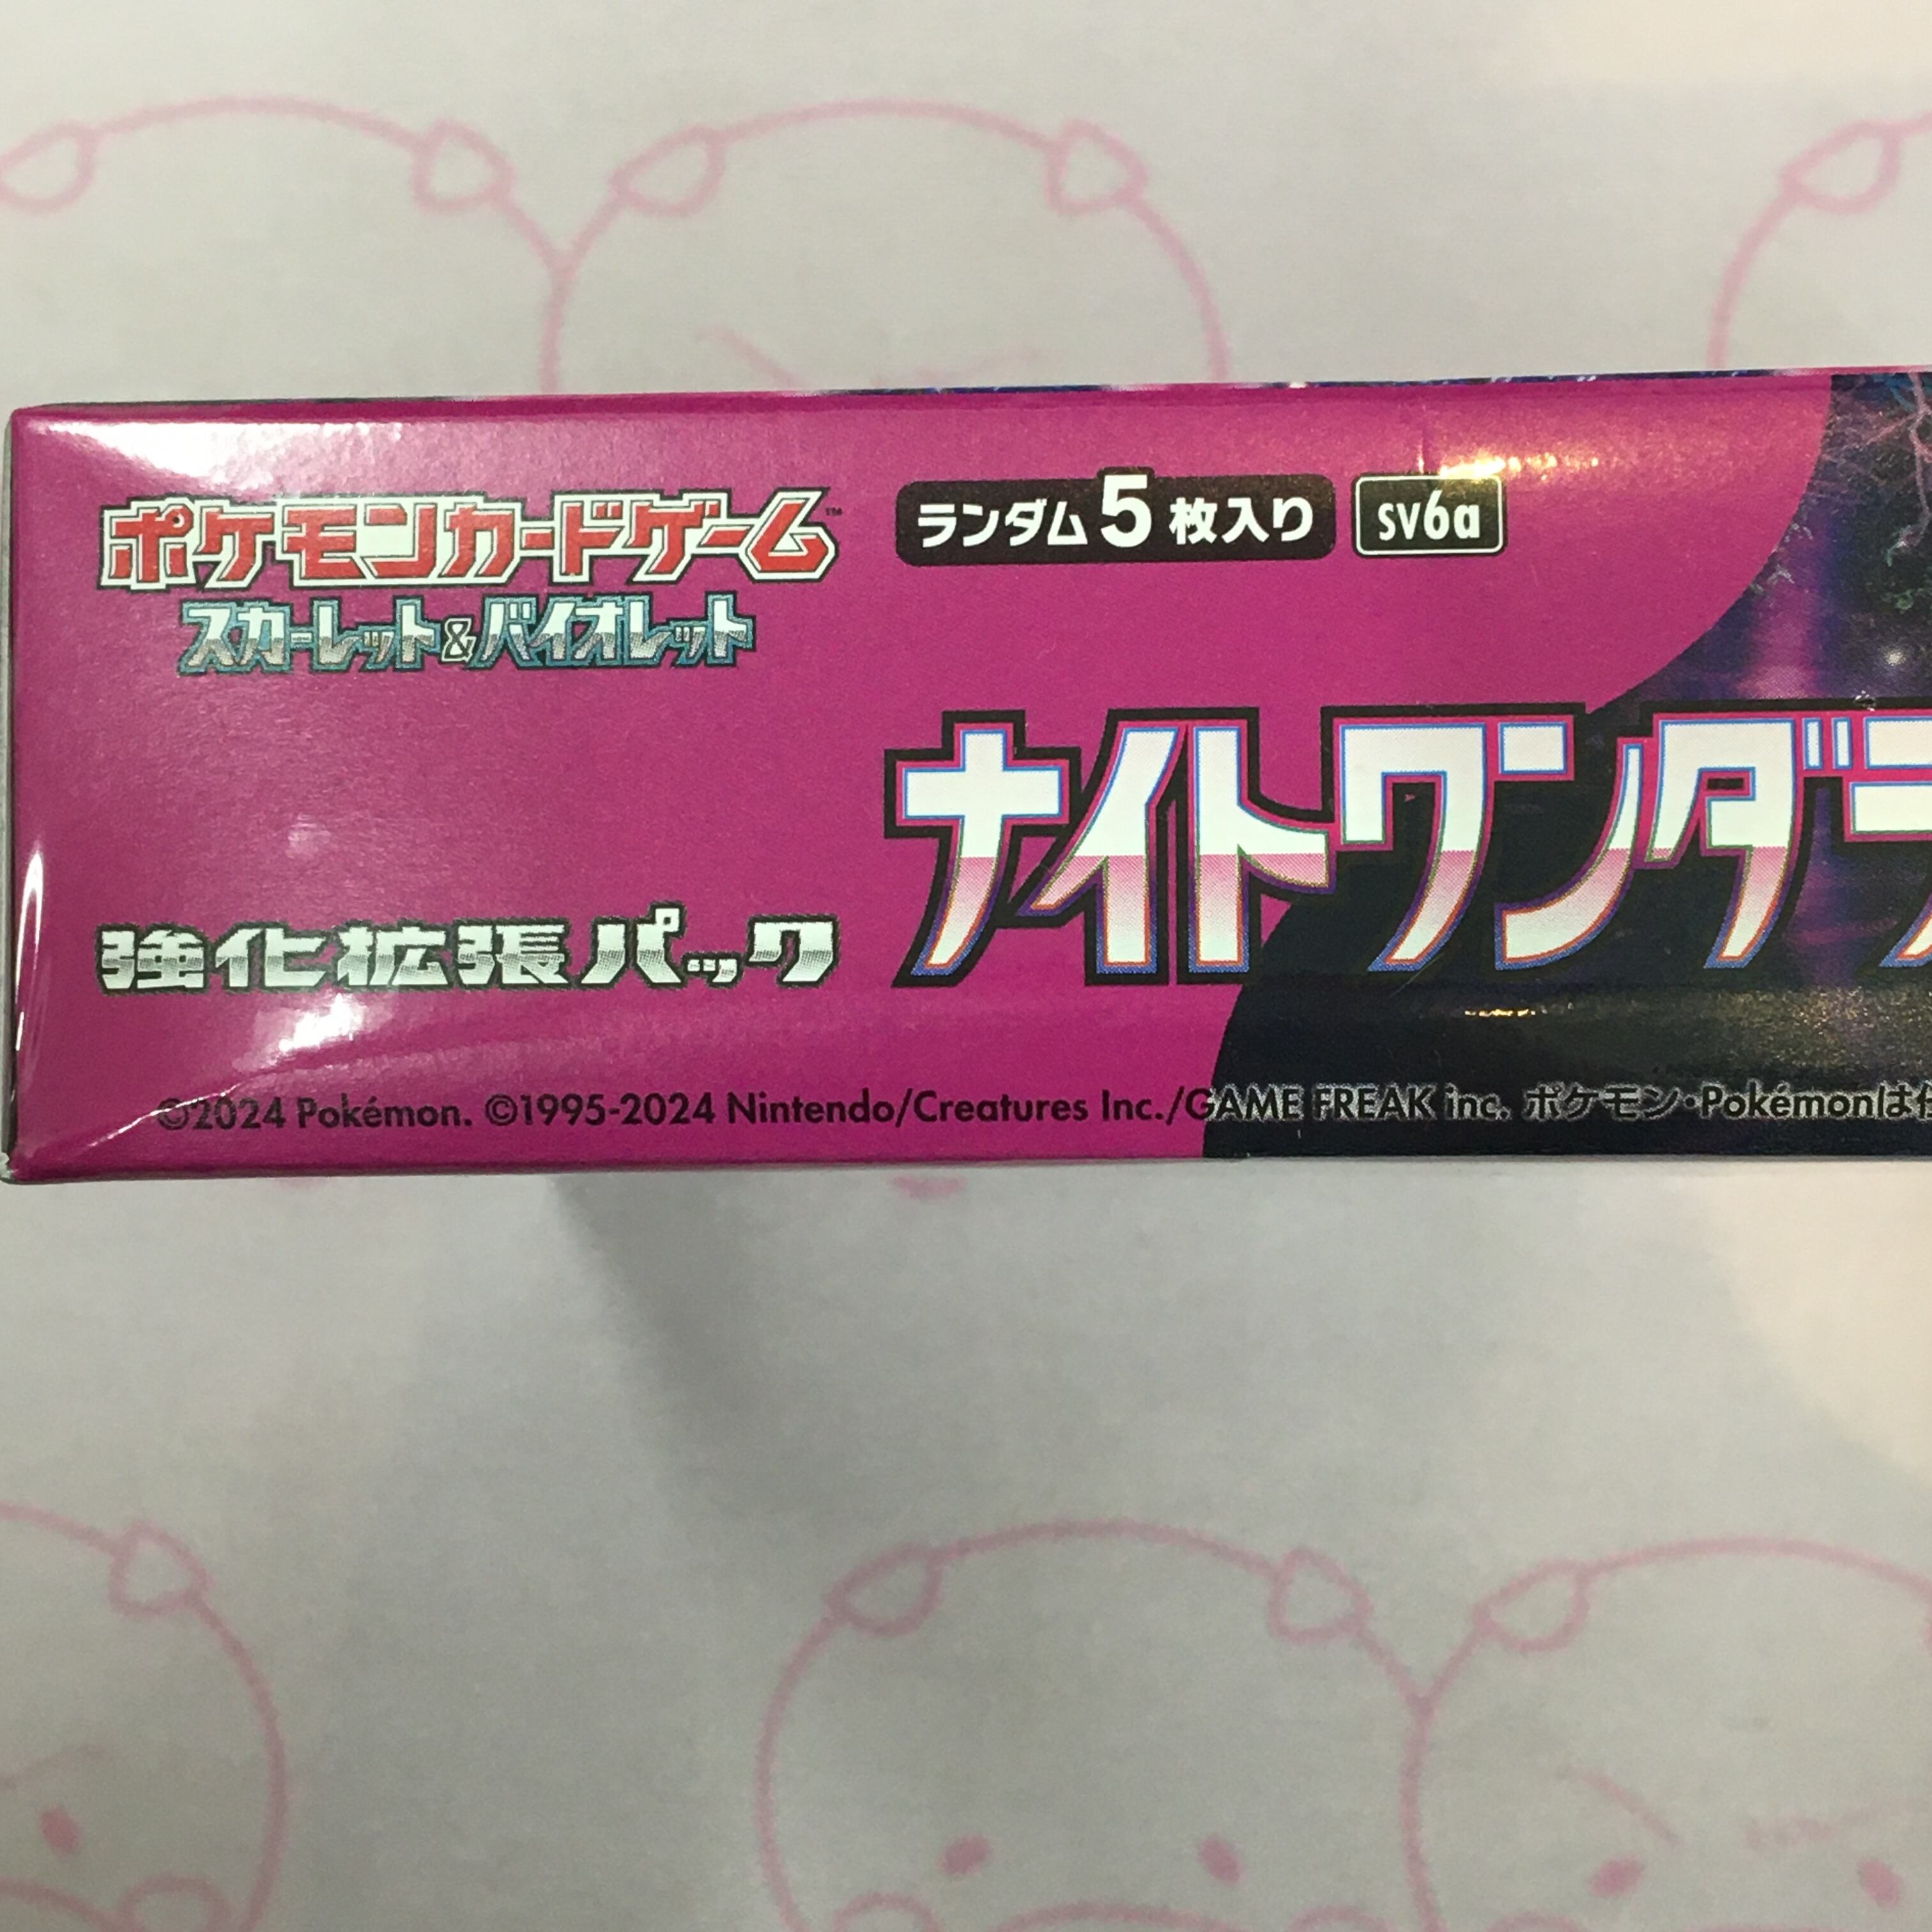 ポケモンカードゲーム™
スカーレット&バイオレット
ランダム5枚入り sv6a
強化拡張パック
ナイトワンダラ
©2024 Pokémon. ©1995-2024 Nintendo/Creatures Inc./GAME FREAK inc. ポケモン・Pokémonは